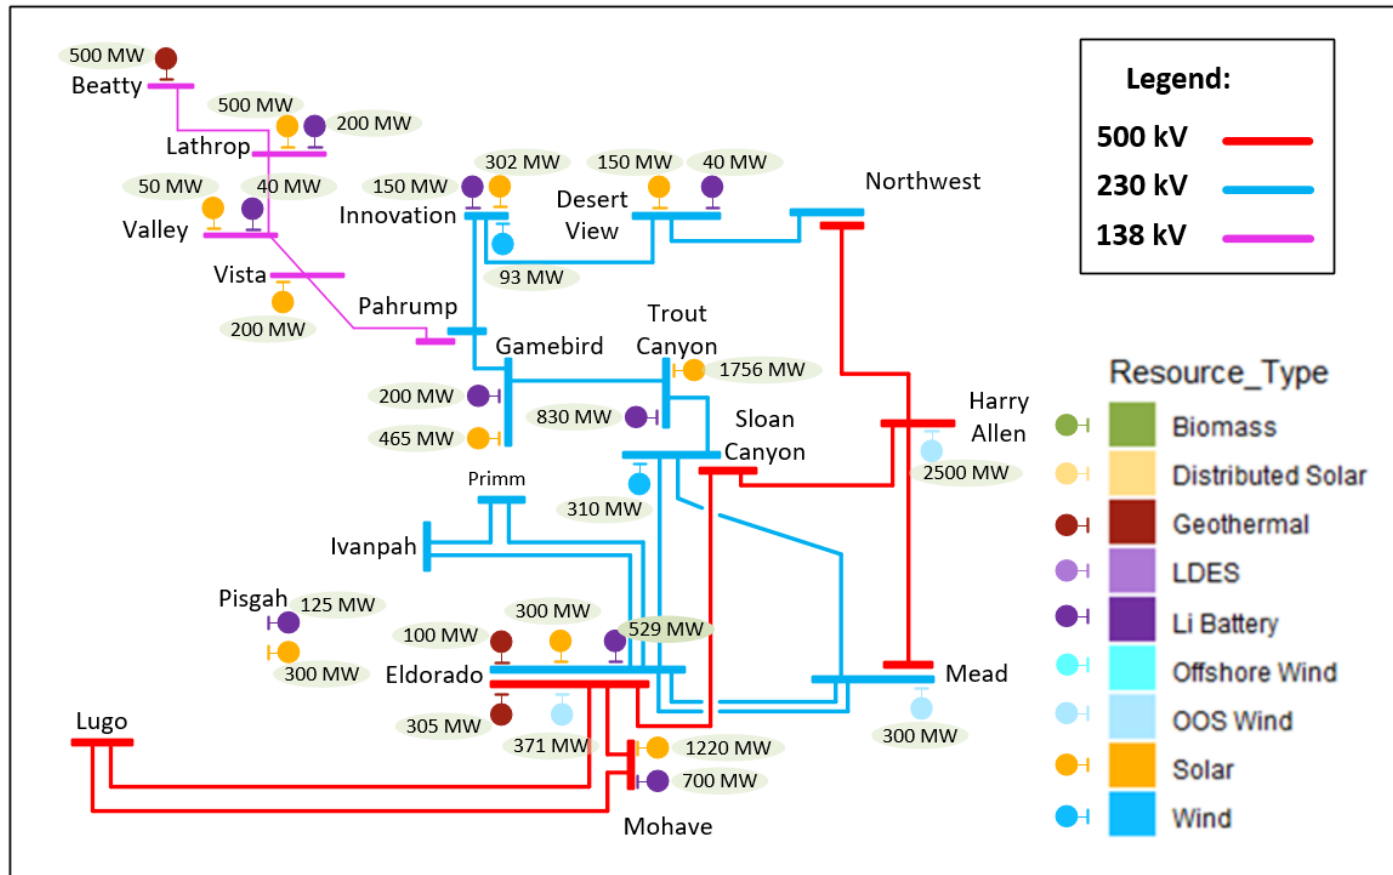 500 MW
Beatty
500 MW
200 MW
Lathrop
50 MW
40 MW
Valley
Vista
200 MW
Pahrump
150 MW
302 MW
Innovation
93 MW
150 MW
40 MW
Desert
View
Northwest
Legend:
500 kV
230 kV
138 kV
Gamebird
200 MW
465 MW
Trout
Canyon
1756 MW
830 MW
Sloan
Canyon
310 MW
Harry
Allen
2500 MW
Primm
Ivanpah
Pisgah
125 MW
300 MW
100 MW
300 MW
529 MW
Eldorado
305 MW
371 MW
Mead
300 MW
Lugo
1220 MW
700 MW
Mohave
Resource_Type
Biomass
Distributed Solar
Geothermal
LDES
Li Battery
Offshore Wind
OOS Wind
Solar
Wind